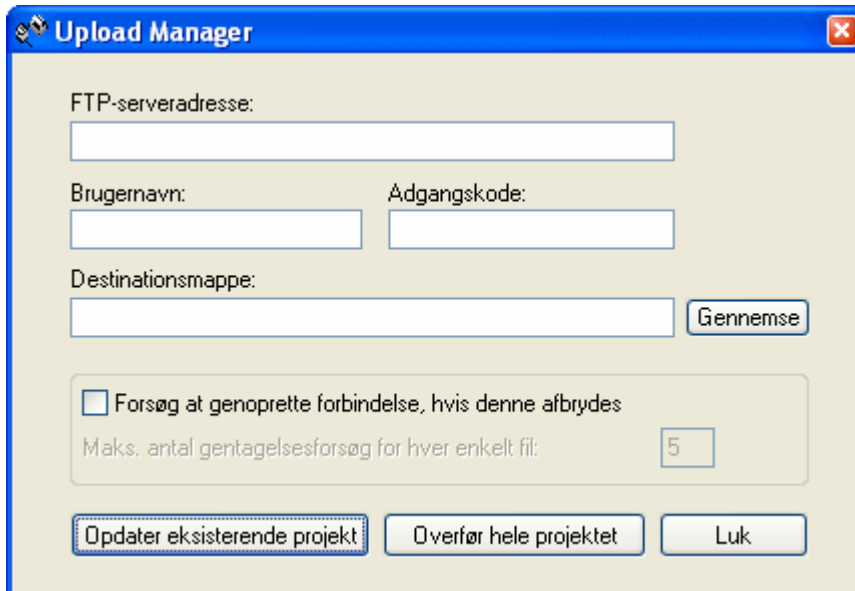 Upload Manager
FTP-serveradresse:
Brugernavn: Adgangskode:
Destinationsmappe:
Gennemse
Forsøg at genoprette forbindelse, hvis denne afbrydes
Maks. antal gentagelsesforsøg for hver enkelt fil: 5
Opdater eksisterende projekt Overfør hele projektet Luk